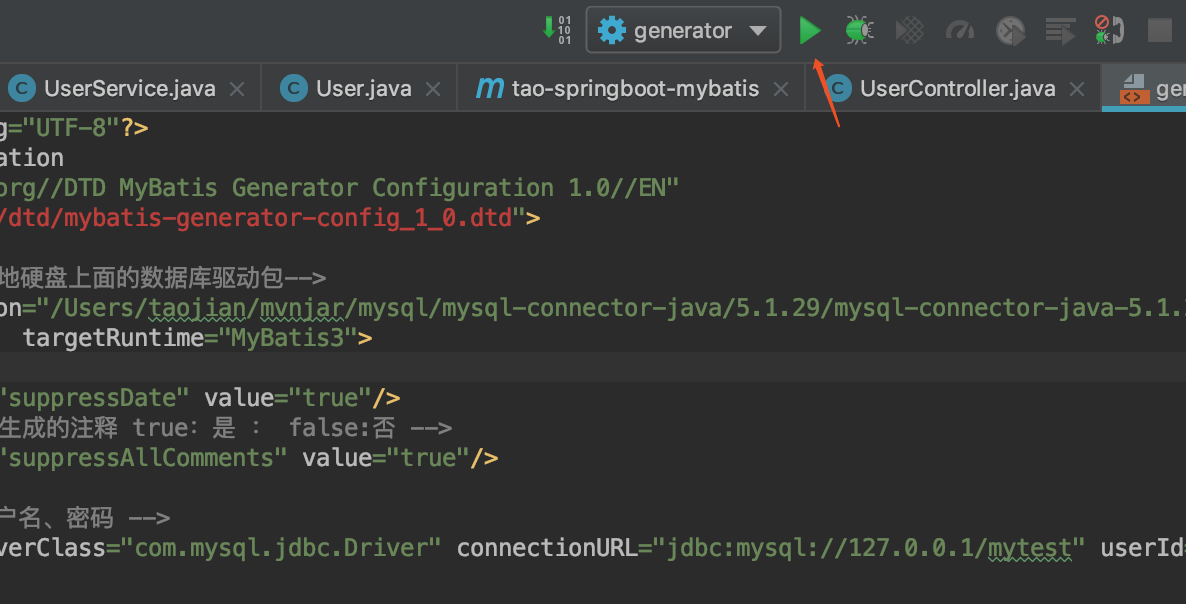 01
10
01
generator
UserService.java
User.java
m tao-springboot-mybatis
UserController.java
ge
g="UTF-8"?>
ation
org//DTD MyBatis Generator Configuration 1.0//EN"
/dtd/mybatis-generator-config_1_0.dtd">
地硬盘上面的数据库驱动包-->
on="/Users/taojian/mvnjar/mysql/mysql-connector-java/5.1.29/mysql-connector-java-5.1.
targetRuntime="MyBatis3">
"suppressDate" value="true"/>
生成的注释 true：是 ： false:否 -->
"suppressAllComments" value="true"/>
户名、密码 -->
verClass="com.mysql.jdbc.Driver" connectionURL="jdbc:mysql://127.0.0.1/mytest" userId